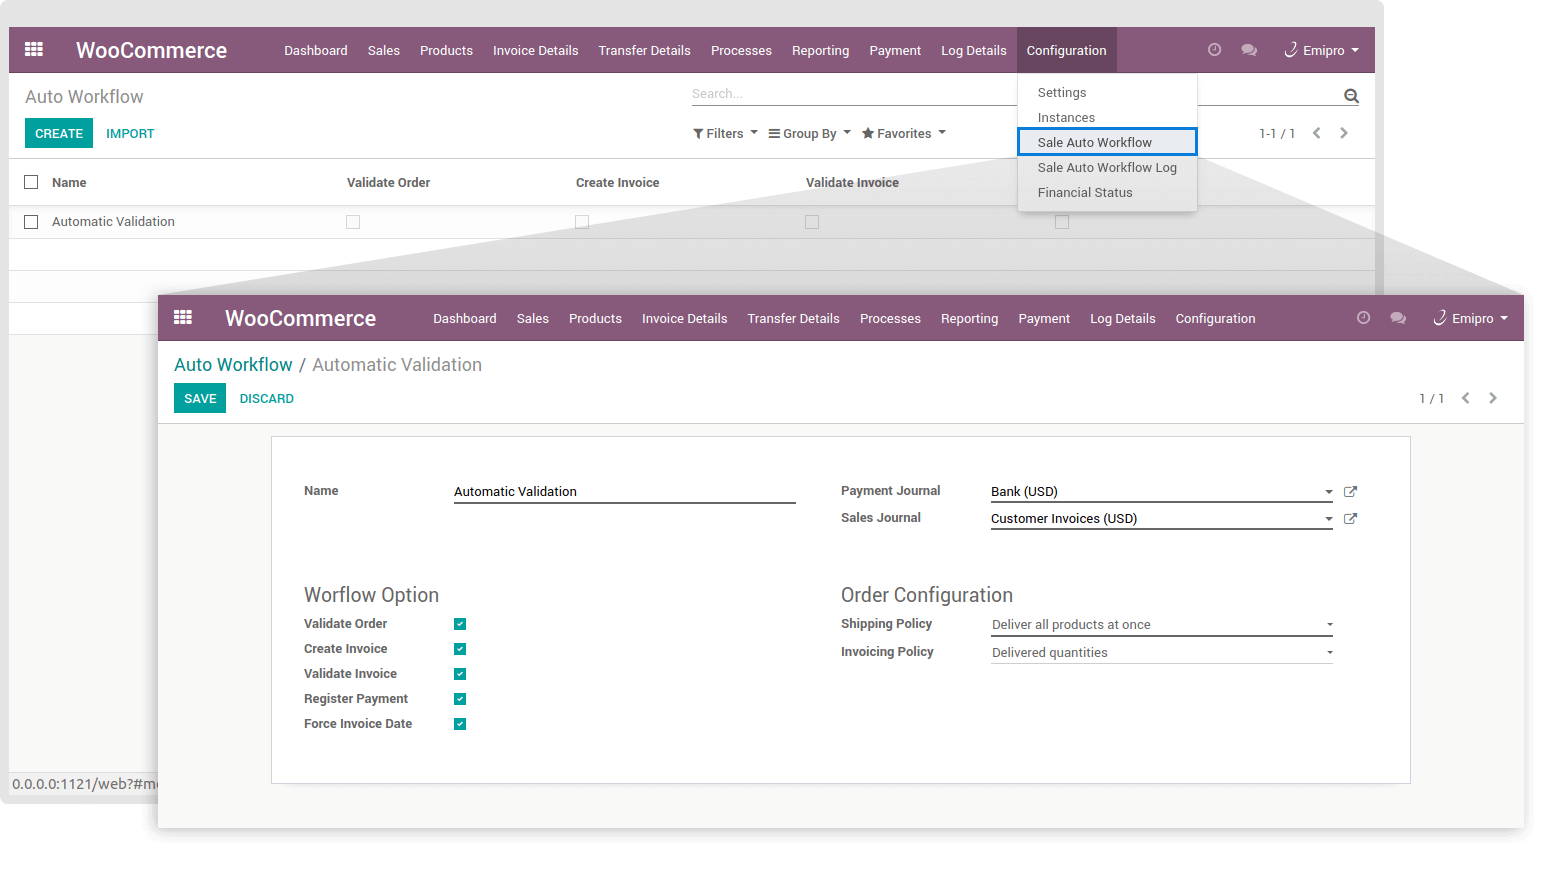 WooCommerce Dashboard Sales Products Invoice Details Transfer Details Processes Reporting Payment Log Details Configuration Emipro
Auto Workflow Search... Settings
Instances
CREATE IMPORT Filters Group By Favorites 1-1 / 1
Sale Auto Workflow
Sale Auto Workflow Log
Name Validate Order Create Invoice Validate Invoice
Financial Status
Automatic Validation
WooCommerce Dashboard Sales Products Invoice Details Transfer Details Processes Reporting Payment Log Details Configuration Emipro
Auto Workflow / Automatic Validation
SAVE DISCARD 1 / 1
Name Automatic Validation Payment Journal Bank (USD)
Sales Journal Customer Invoices (USD)
Worflow Option Order Configuration
Validate Order Shipping Policy Deliver all products at once
Create Invoice Invoicing Policy Delivered quantities
Validate Invoice
Register Payment
Force Invoice Date
0.0.0.0:1121/web?#m